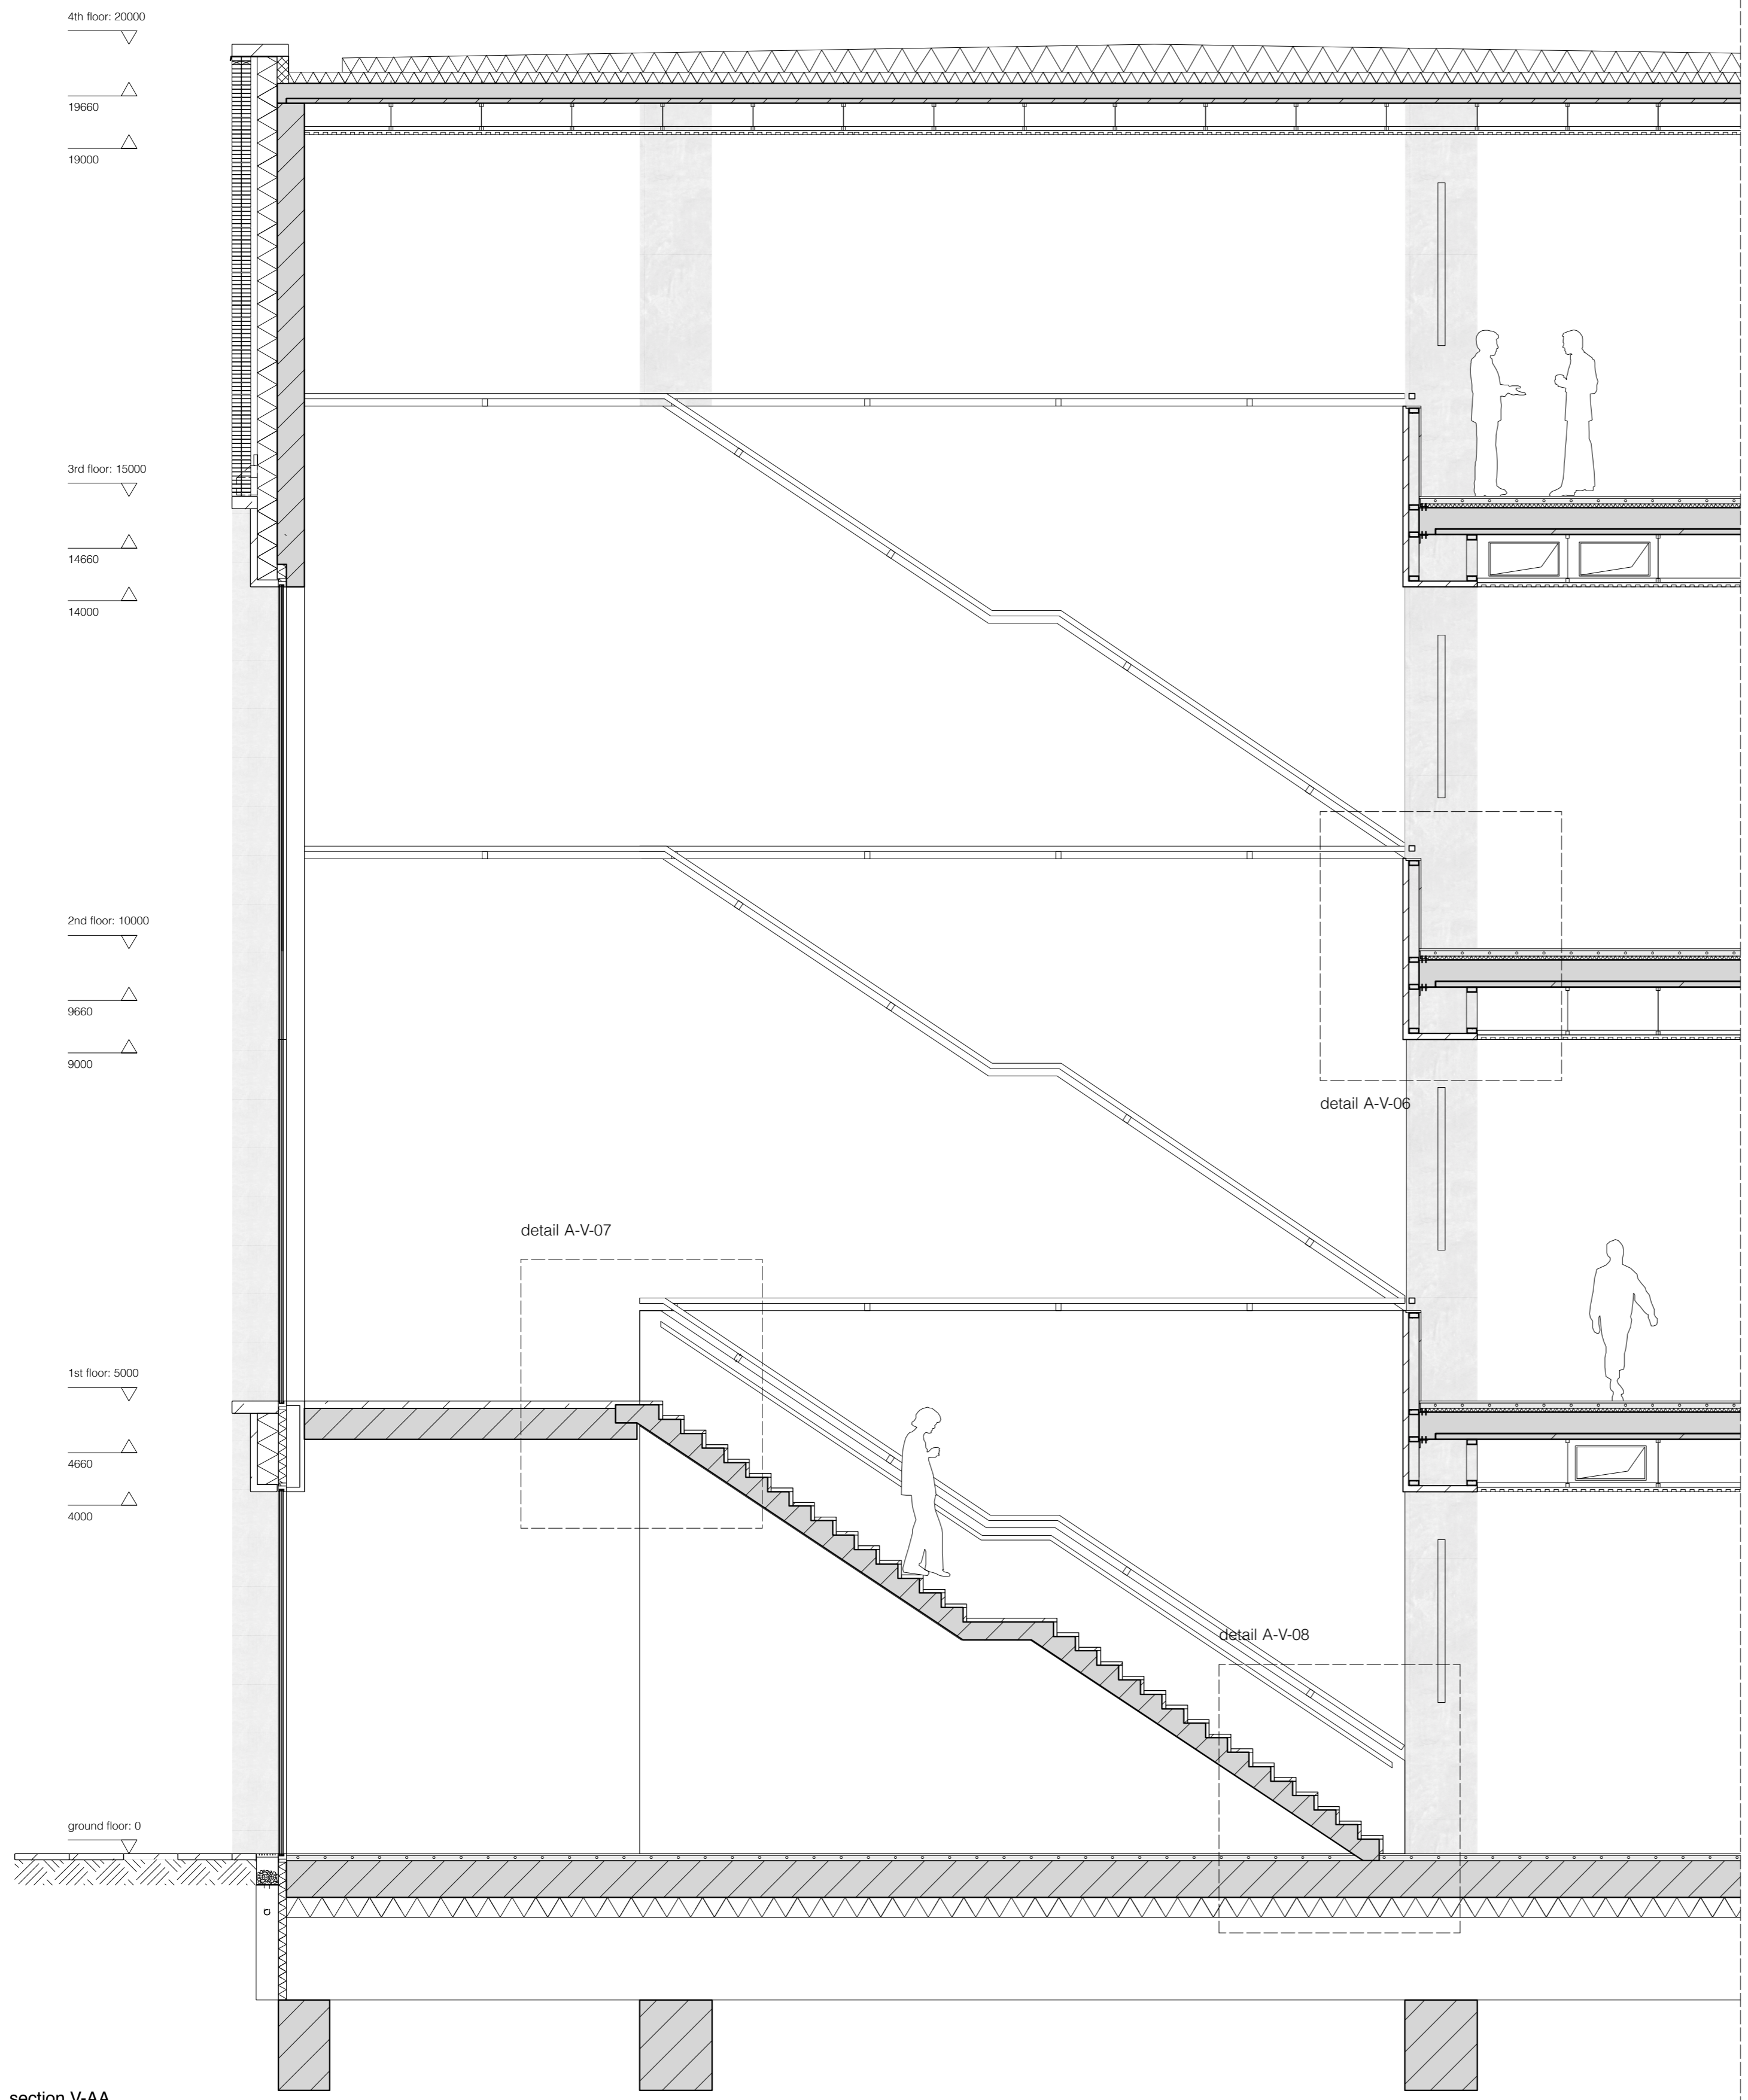 4th floor: 20000
19660
19000
3rd floor: 15000
14660
14000
2nd floor: 10000
9660
9000
detail A-V-06
detail A-V-07
1st floor: 5000
4660
4000
detail A-V-08
ground floor: 0
section V-AA